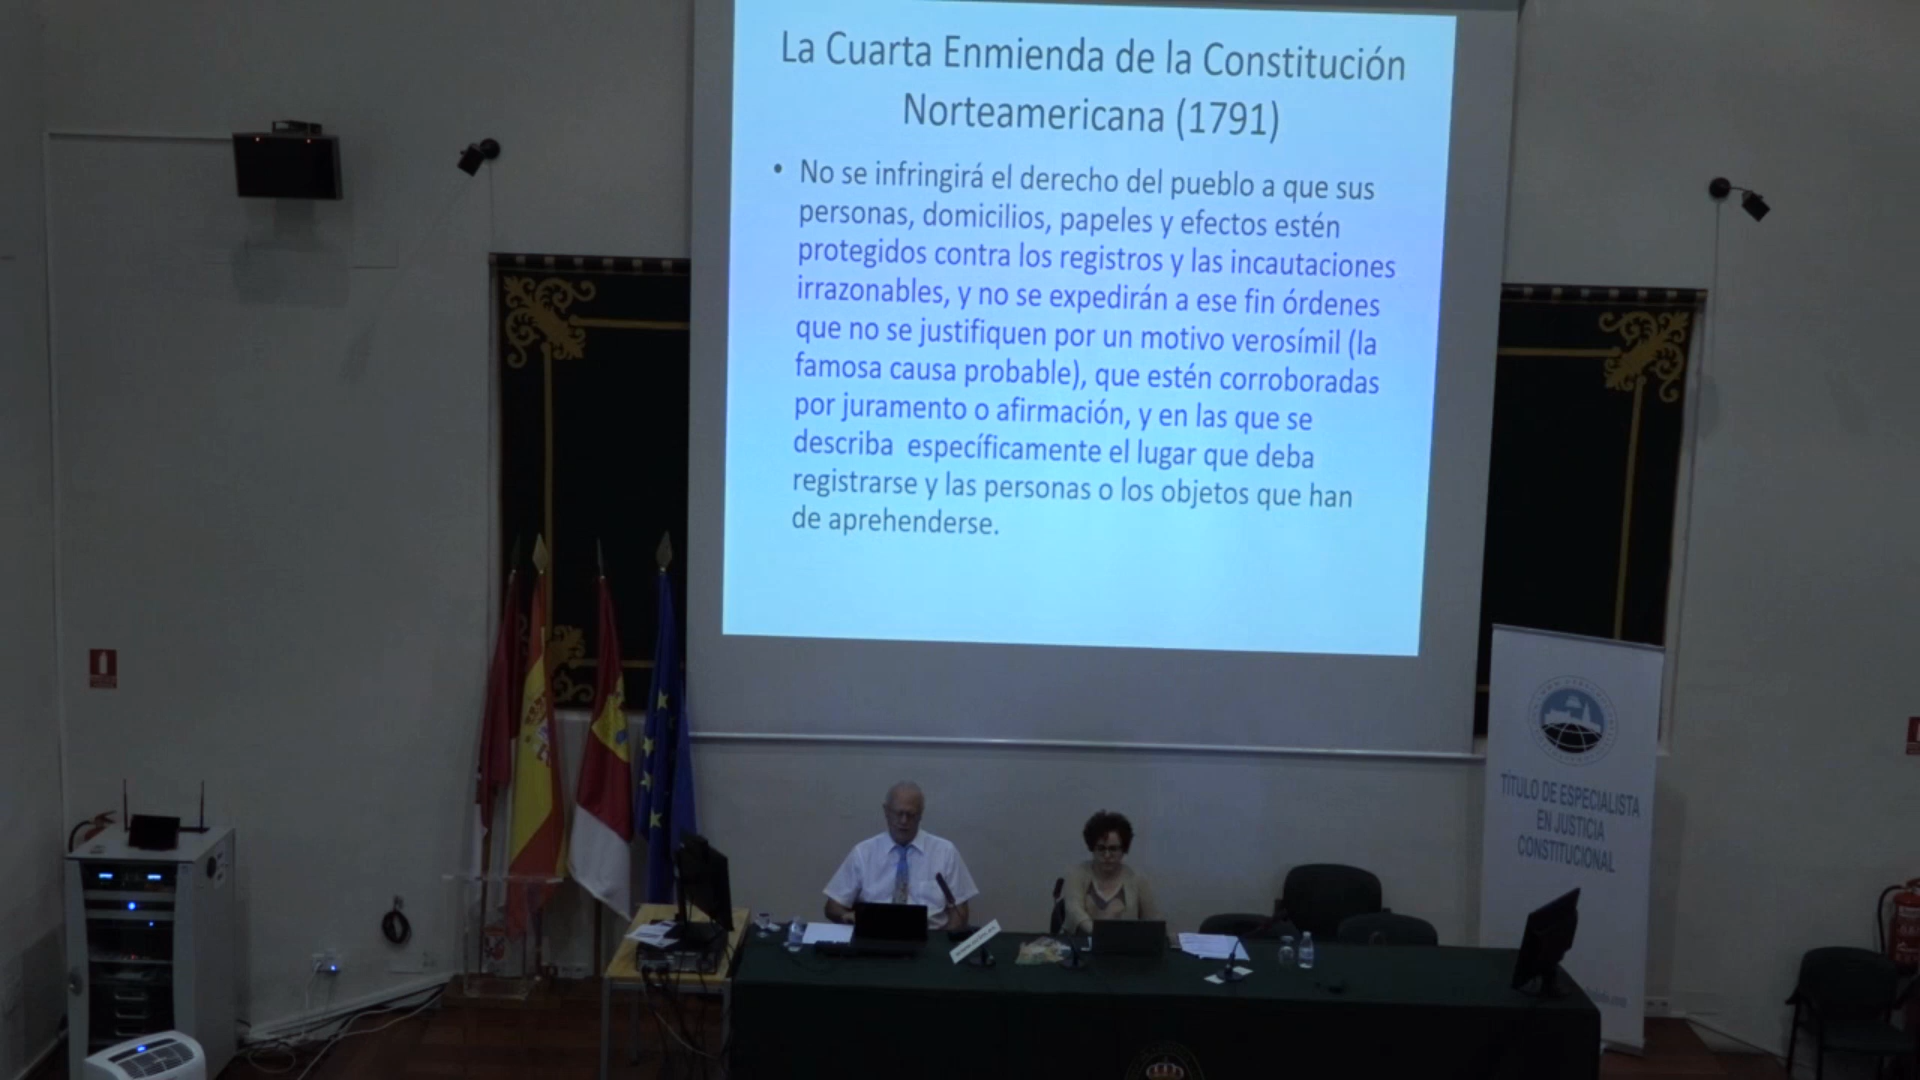 La Cuarta Enmienda de la Constitución
Norteamericana (1791)
• No se infringirá el derecho del pueblo a que sus
personas, domicilios, papeles y efectos estén
protegidos contra los registros y las incautaciones
irrazonables, y no se expedirán a ese fin órdenes
que no se justifiquen por un motivo verosímil (la
famosa causa probable), que estén corroboradas
por juramento o afirmación, y en las que se
describa específicamente el lugar que deba
registrarse y las personas o los objetos que han
de aprehenderse.
TÍTULO DE ESPECIALISTA
EN JUSTICIA
CONSTITUCIONAL